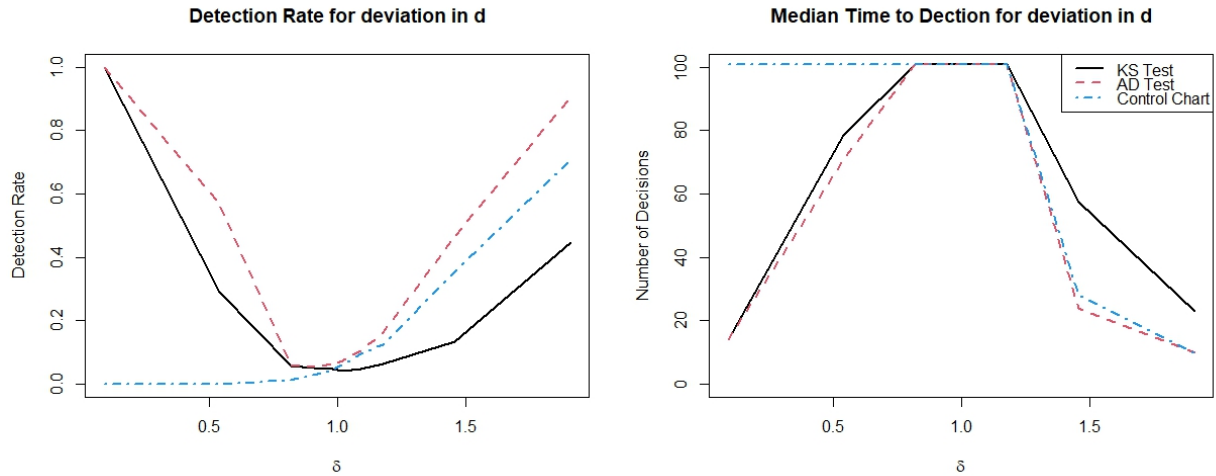 Detection Rate for deviation in d
Detection Rate
0.0 0.2 0.4 0.6 0.8 1.0
0.5 1.0 1.5
δ
Median Time to Dection for deviation in d
Number of Decisions
0 20 40 60 80 100
0.5 1.0 1.5
δ
KS Test
AD Test
Control Chart